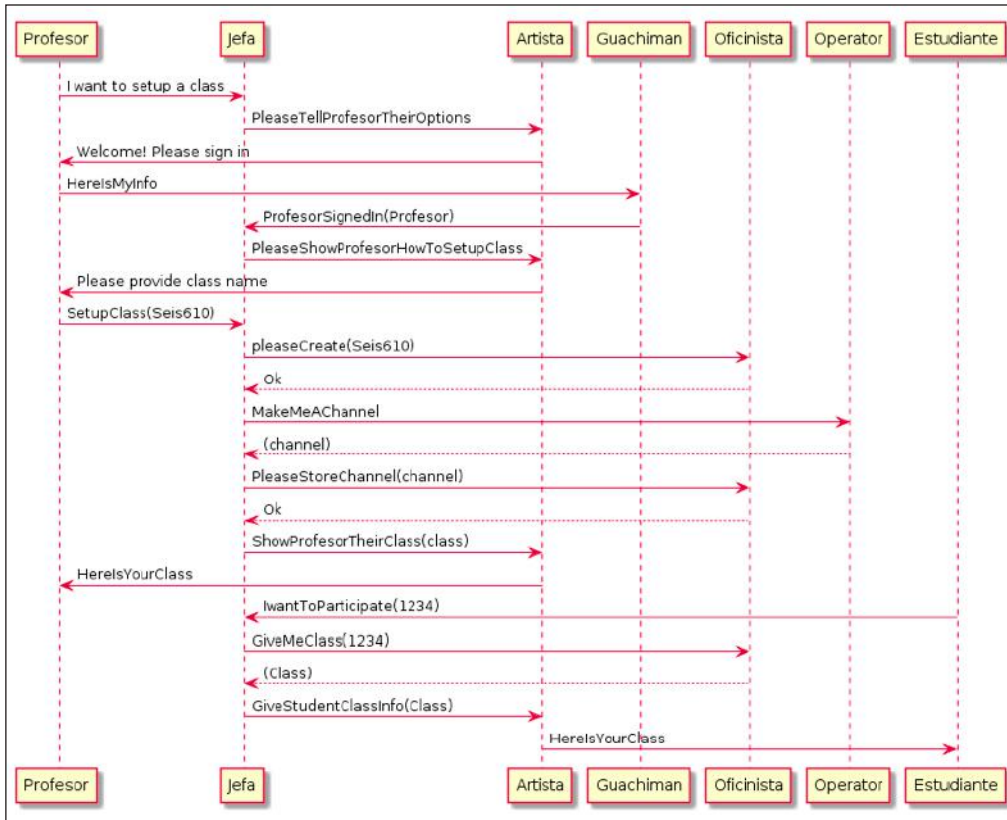 Profesor Jefa Artista Guachiman Oficinista Operator Estudiante
I want to setup a class
PleaseTellProfesorTheirOptions
Welcome! Please sign in
HereIsMyInfo
ProfesorSignedIn(Profesor)
PleaseShowProfesorHowToSetupClass
Please provide class name
SetupClass(Seis610)
pleaseCreate(Seis610)
Ok
MakeMeAChannel
(channel)
PleaseStoreChannel(channel)
Ok
ShowProfesorTheirClass(class)
HereIsYourClass
IwantToParticipate(1234)
GiveMeClass(1234)
(Class)
GiveStudentClassInfo(Class)
HereIsYourClass
Profesor Jefa Artista Guachiman Oficinista Operator Estudiante